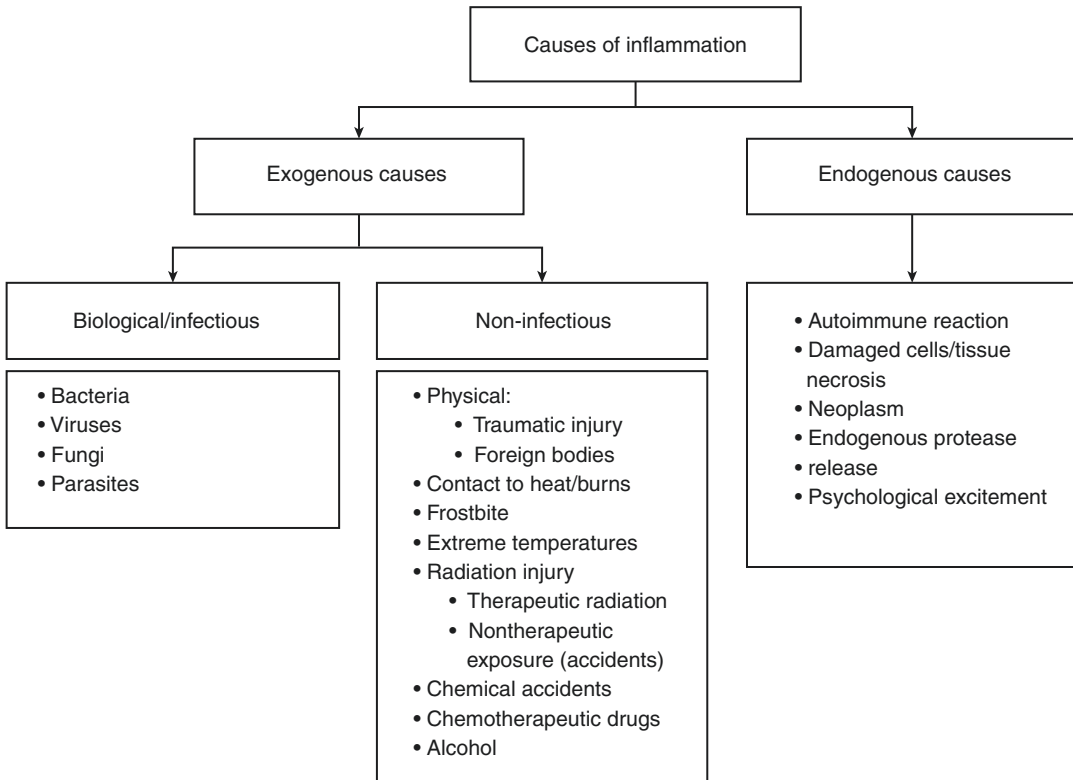 Causes of inflammation
Exogenous causes
Endogenous causes
Biological/infectious
Non-infectious
• Bacteria
• Viruses
• Fungi
• Parasites
• Physical:
• Traumatic injury
• Foreign bodies
• Contact to heat/burns
• Frostbite
• Extreme temperatures
• Radiation injury
• Therapeutic radiation
• Nontherapeutic
exposure (accidents)
• Chemical accidents
• Chemotherapeutic drugs
• Alcohol
• Autoimmune reaction
• Damaged cells/tissue
necrosis
• Neoplasm
• Endogenous protease
• release
• Psychological excitement